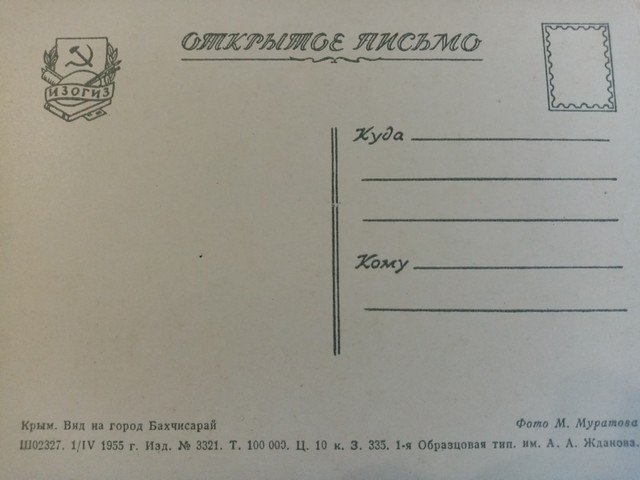 ОТКРЫТОЕ ПИСЬМО
ИЗОГИЗ
Куда
Кому
Крым. Вид на город Бахчисарай
Фото М. Муратова
Ш02327. 1/IV 1955 г. Изд. № 3321. Т. 100 000. Ц. 10 к. З. 335. 1-я Образцовая тип. им. А. А. Жданова.